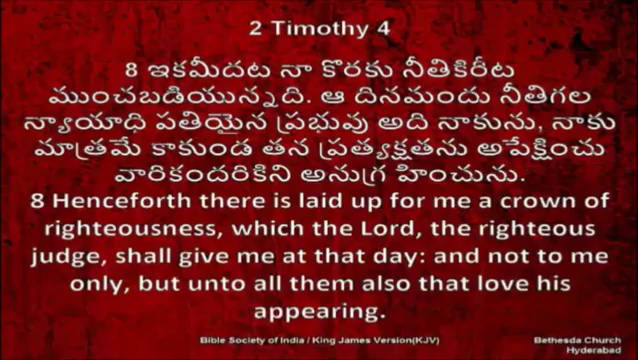 2 Timothy 4
8 ఇకమీదట నా కొరకు నీతికిరీట
ముంచబడియున్నది. ఆ దినమందు నీతిగల
న్యాయాధి పతియైన ప్రభువు అది నాకును, నాకు
మాత్రమే కాకుండ తన ప్రత్యక్షతను అపేక్షించు
వారికందరికిని అనుగ్ర హించును.
8 Henceforth there is laid up for me a crown of
righteousness, which the Lord, the righteous
judge, shall give me at that day: and not to me
only, but unto all them also that love his
appearing.
Bible Society of India / King James Version(KJV)
Bethesda Church
Hyderabad